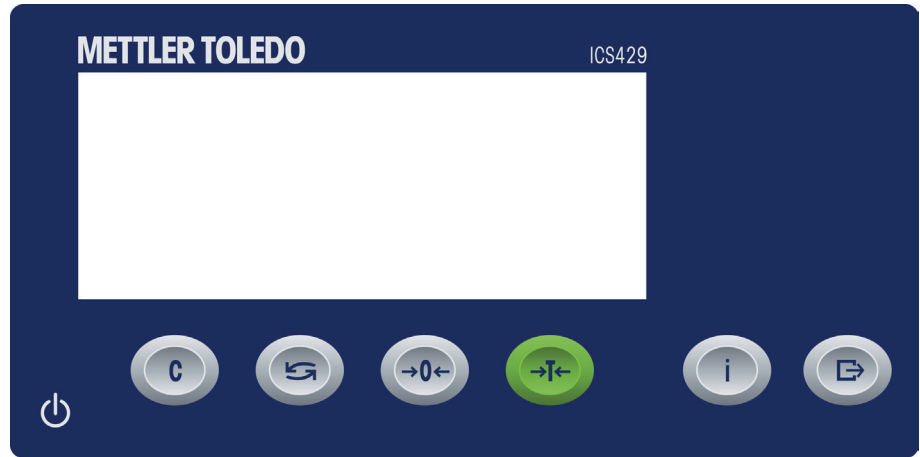 METTLER TOLEDO
ICS429
C
→0←
→T←
i